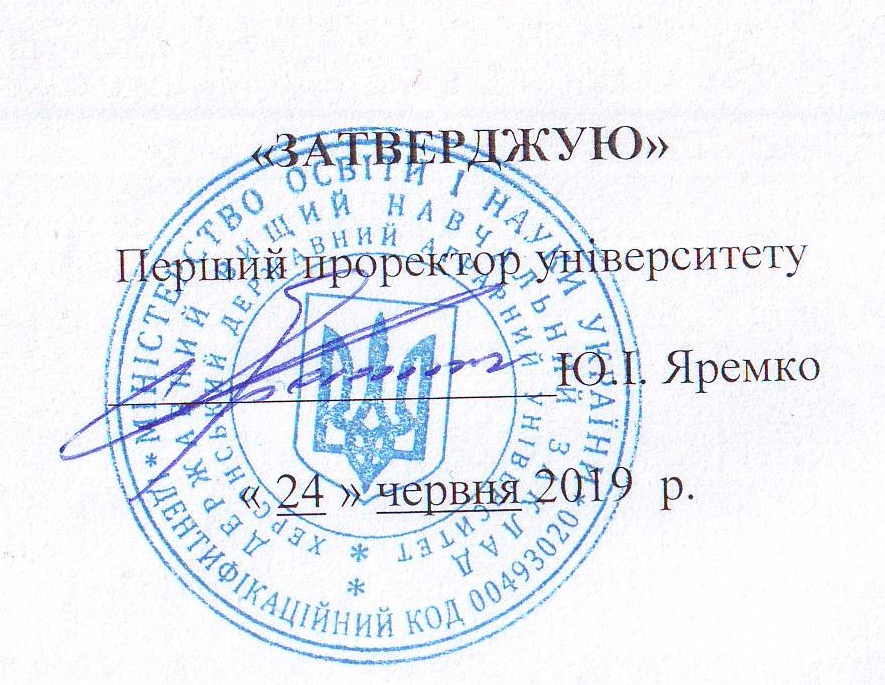 «ЗАТВЕРДЖУЮ»
Перший проректор університету
Ю.І. Яремко
« 24 » червня 2019 р.
* МІНІСТЕРСТВО ОСВІТИ І НАУКИ УКРАЇНИ *
ІДЕНТИФІКАЦІЙНИЙ КОД 00493020
ДЕРЖАВНИЙ ВИЩИЙ НАВЧАЛЬНИЙ ЗАКЛАД *
ХЕРСОНСЬКИЙ ДЕРЖАВНИЙ АГРАРНИЙ УНІВЕРСИТЕТ *